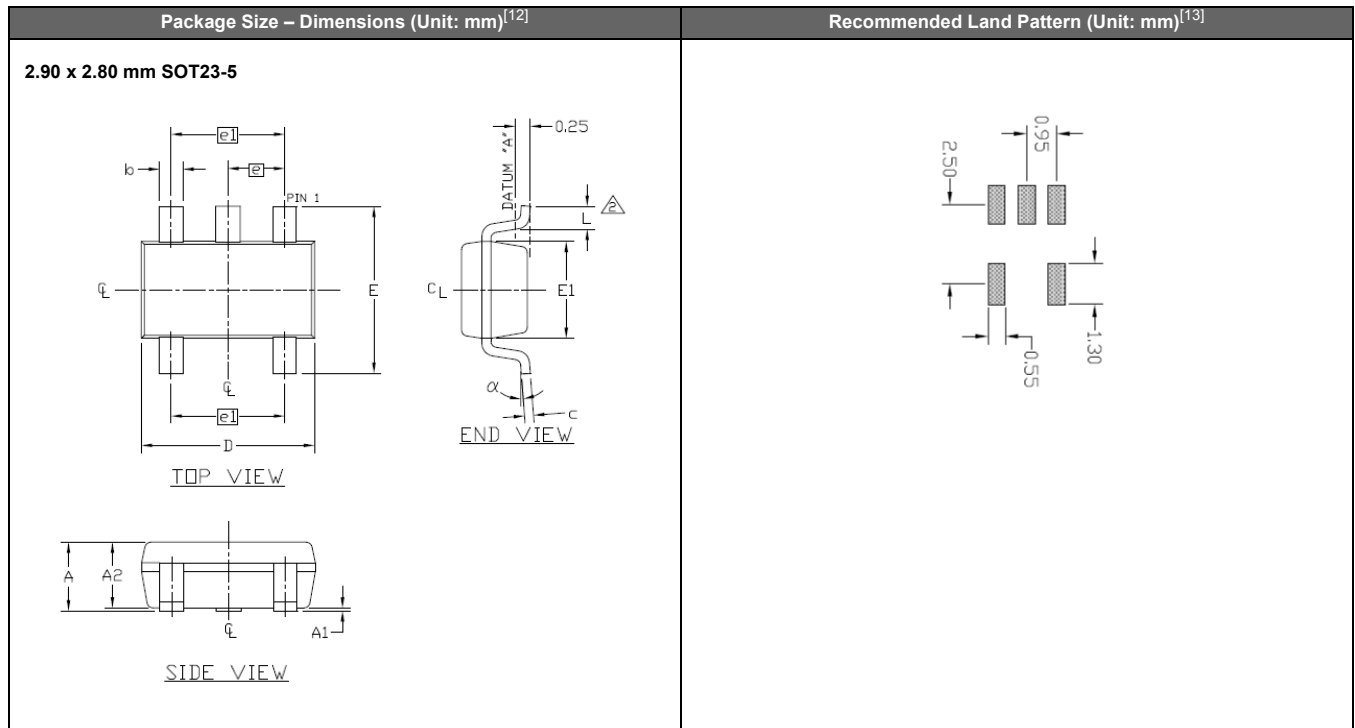 Package Size – Dimensions (Unit: mm)[12]
Recommended Land Pattern (Unit: mm)[13]
2.90 x 2.80 mm SOT23-5
e1
b
e
PIN 1
E
℄
℄
e1
D
TOP VIEW
DATUM "A"
0.25
2
L
CL
E1
α
c
END VIEW
A
A2
℄
A1
SIDE VIEW
0.95
2.50
1.30
0.55